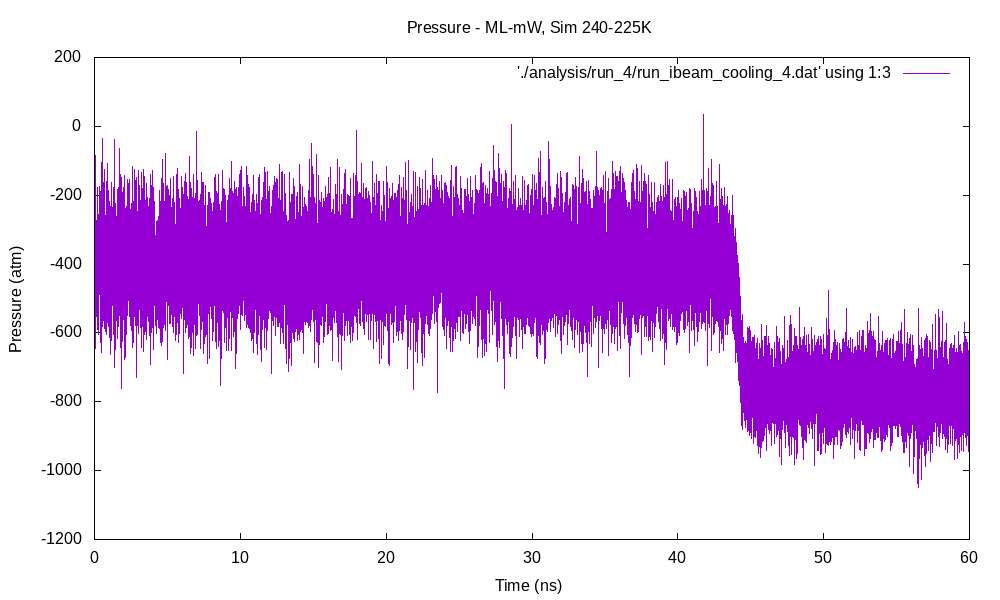 Pressure - ML-mW, Sim 240-225K
'./analysis/run_4/run_ibeam_cooling_4.dat' using 1:3
200
0
-200
-400
-600
-800
-1000
-1200
Pressure (atm)
0 10 20 30 40 50 60
Time (ns)